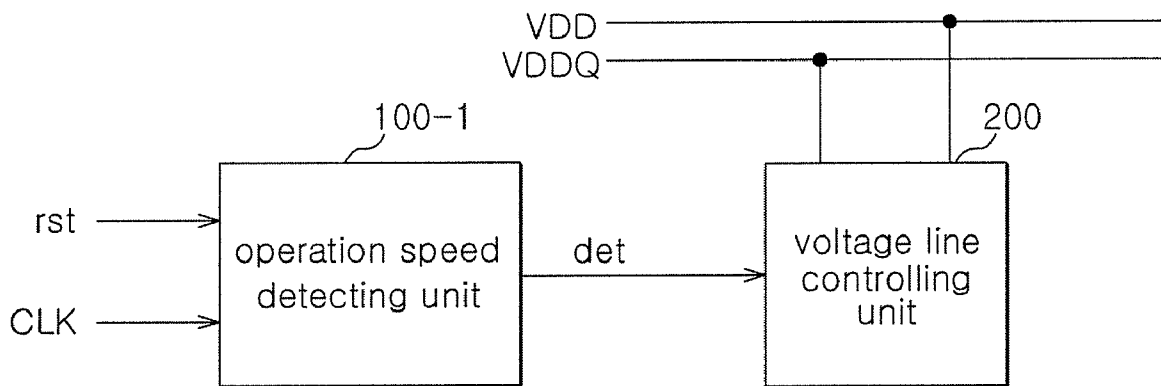 VDD
VDDQ
100-1
200
rst
CLK
operation speed
detecting unit
det
voltage line
controlling
unit